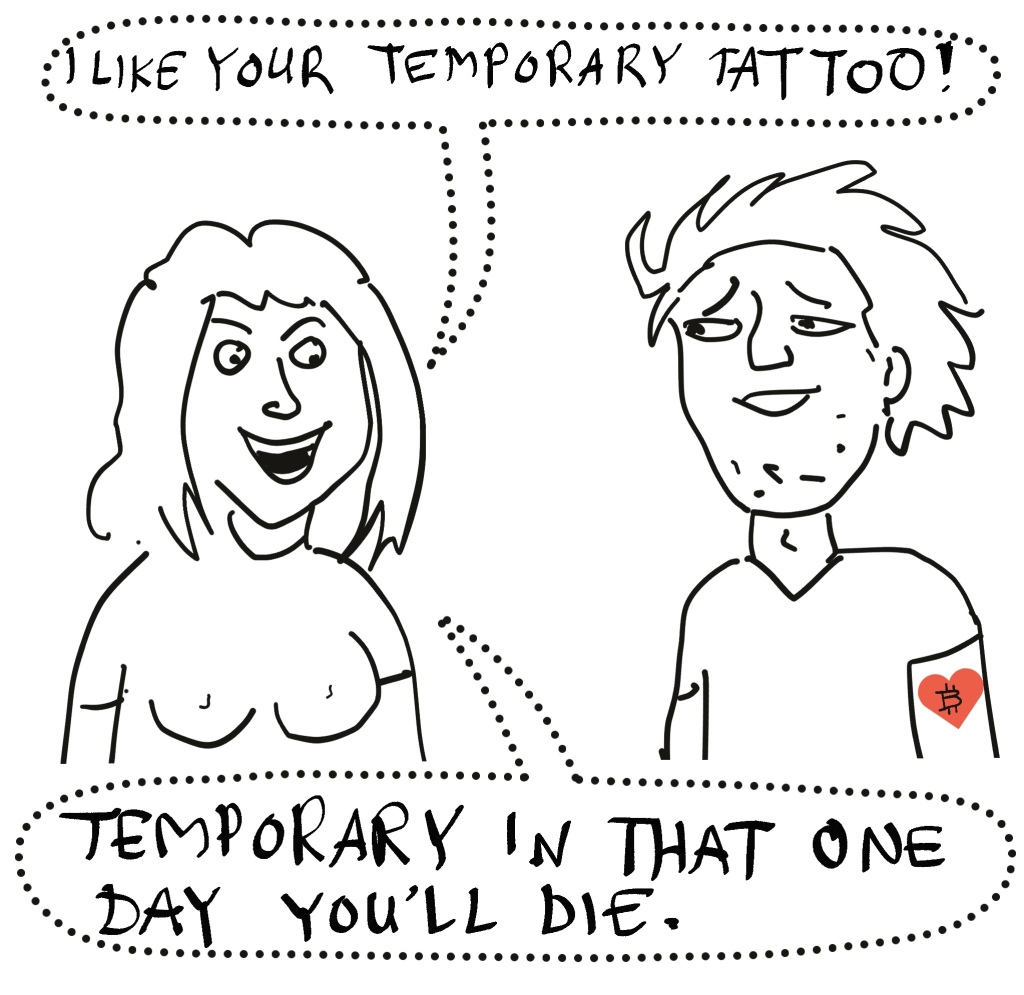 I LIKE YOUR TEMPORARY TATTOO!
₿
TEMPORARY IN THAT ONE
DAY YOU'LL DIE.